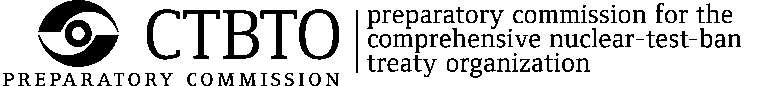 CTBTO
PREPARATORY COMMISSION
preparatory commission for the
comprehensive nuclear-test-ban
treaty organization